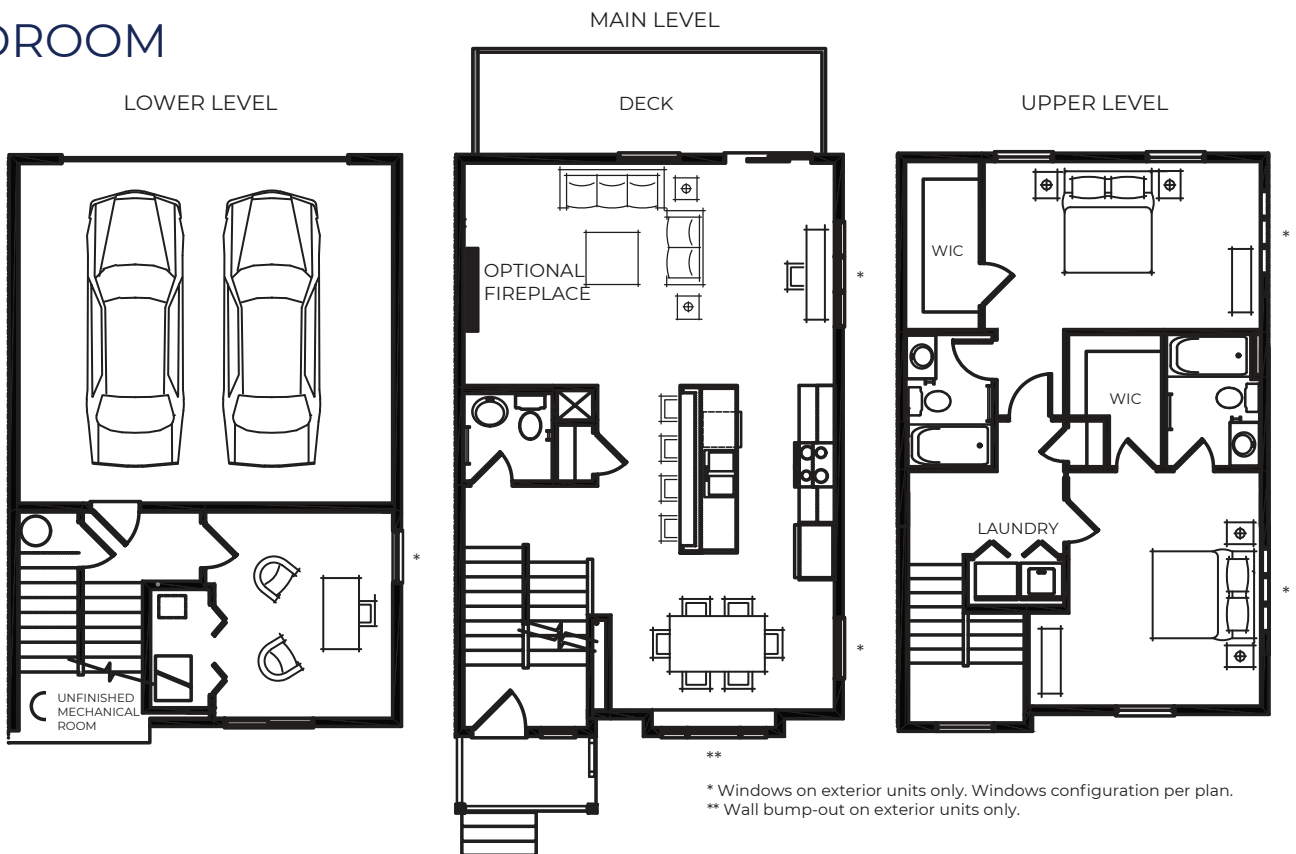 DROOM
MAIN LEVEL
LOWER LEVEL
DECK
UPPER LEVEL
WIC
*
OPTIONAL
FIREPLACE
*
WIC
LAUNDRY
*
*
*
UNFINISHED
MECHANICAL
ROOM
**
* Windows on exterior units only. Windows configuration per plan.
** Wall bump-out on exterior units only.